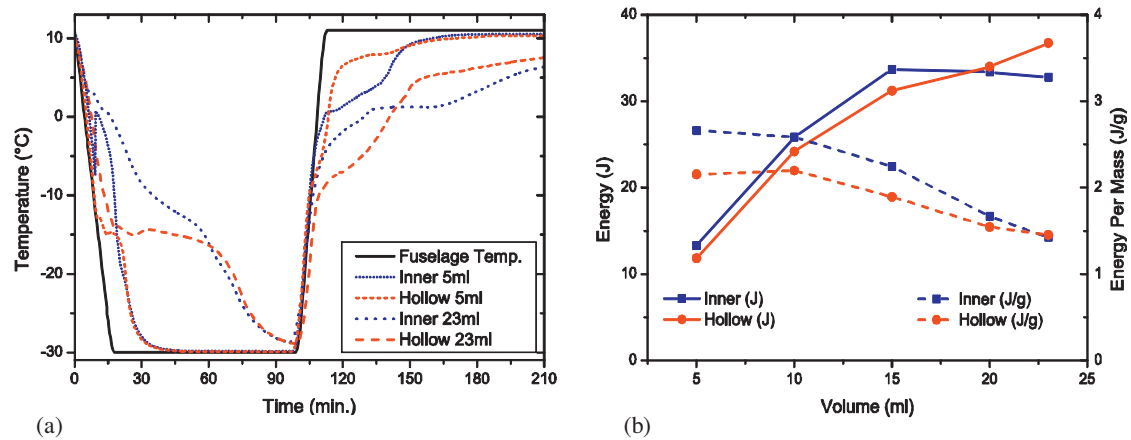 10
0
-10
-20
-30
Temperature (°C)
0
30
60
90
120
150
180
210
Time (min.)
Fuselage Temp.
Inner 5ml
Hollow 5ml
Inner 23ml
Hollow 23ml
(a)
40
30
20
10
0
Energy (J)
5
10
15
20
25
Volume (ml)
Inner (J)
Hollow (J)
Inner (J/g)
Hollow (J/g)
4
3
2
1
0
Energy Per Mass (J/g)
(b)